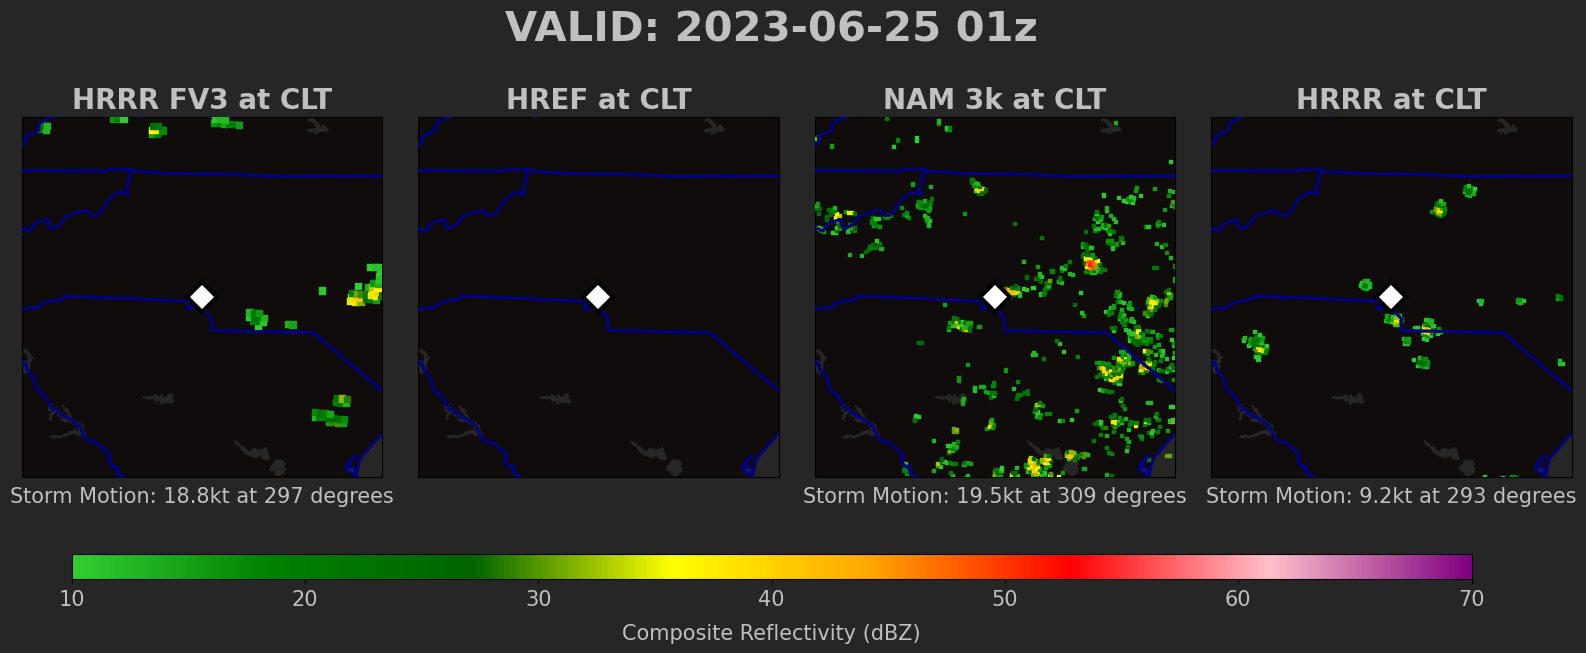 VALID: 2023-06-25 01z
HRRR FV3 at CLT
HREF at CLT
NAM 3k at CLT
HRRR at CLT
Storm Motion: 18.8kt at 297 degrees
Storm Motion: 19.5kt at 309 degrees
Storm Motion: 9.2kt at 293 degrees
10 20 30 40 50 60 70
Composite Reflectivity (dBZ)